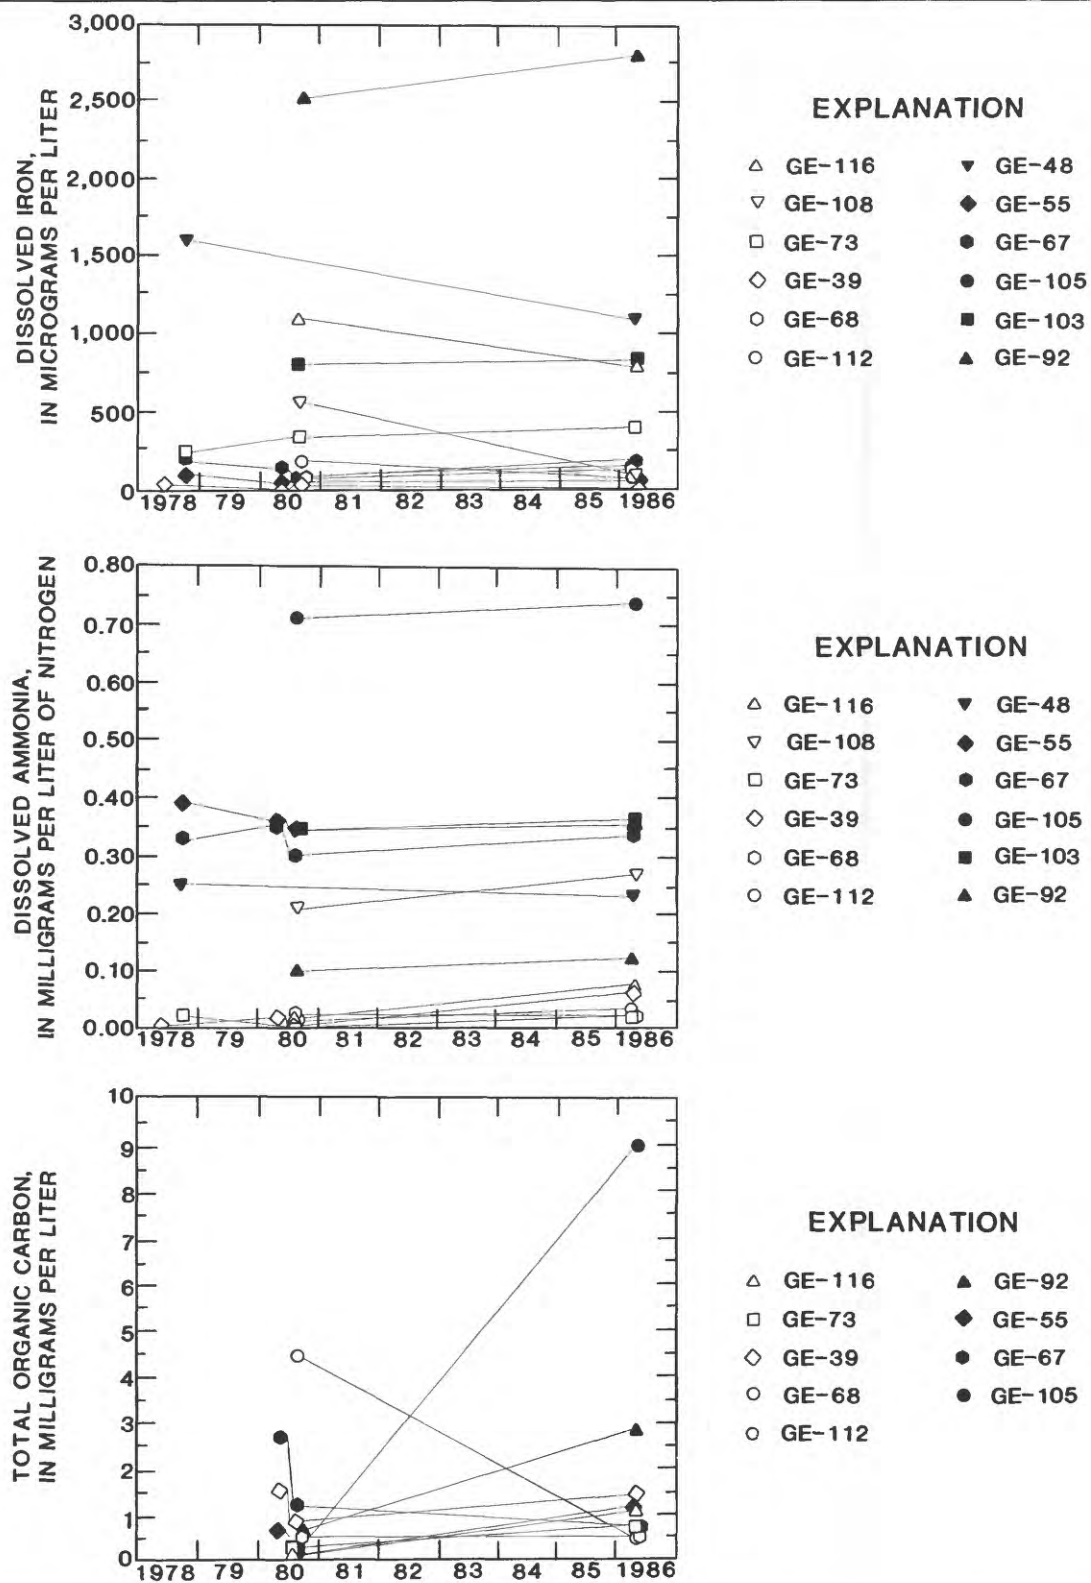 DISSOLVED IRON,
IN MICROGRAMS PER LITER
3,000
2,500
2,000
1,500
1,000
500
0
1978 79 80 81 82 83 84 85 1986
EXPLANATION
GE-116 GE-48
GE-108 GE-55
GE-73 GE-67
GE-39 GE-105
GE-68 GE-103
GE-112 GE-92
DISSOLVED AMMONIA,
IN MILLIGRAMS PER LITER OF NITROGEN
0.80
0.70
0.60
0.50
0.40
0.30
0.20
0.10
0.00
1978 79 80 81 82 83 84 85 1986
EXPLANATION
GE-116 GE-48
GE-108 GE-55
GE-73 GE-67
GE-39 GE-105
GE-68 GE-103
GE-112 GE-92
TOTAL ORGANIC CARBON,
IN MILLIGRAMS PER LITER
10
9
8
7
6
5
4
3
2
1
0
1978 79 80 81 82 83 84 85 1986
EXPLANATION
GE-116 GE-92
GE-73 GE-55
GE-39 GE-67
GE-68 GE-105
GE-112